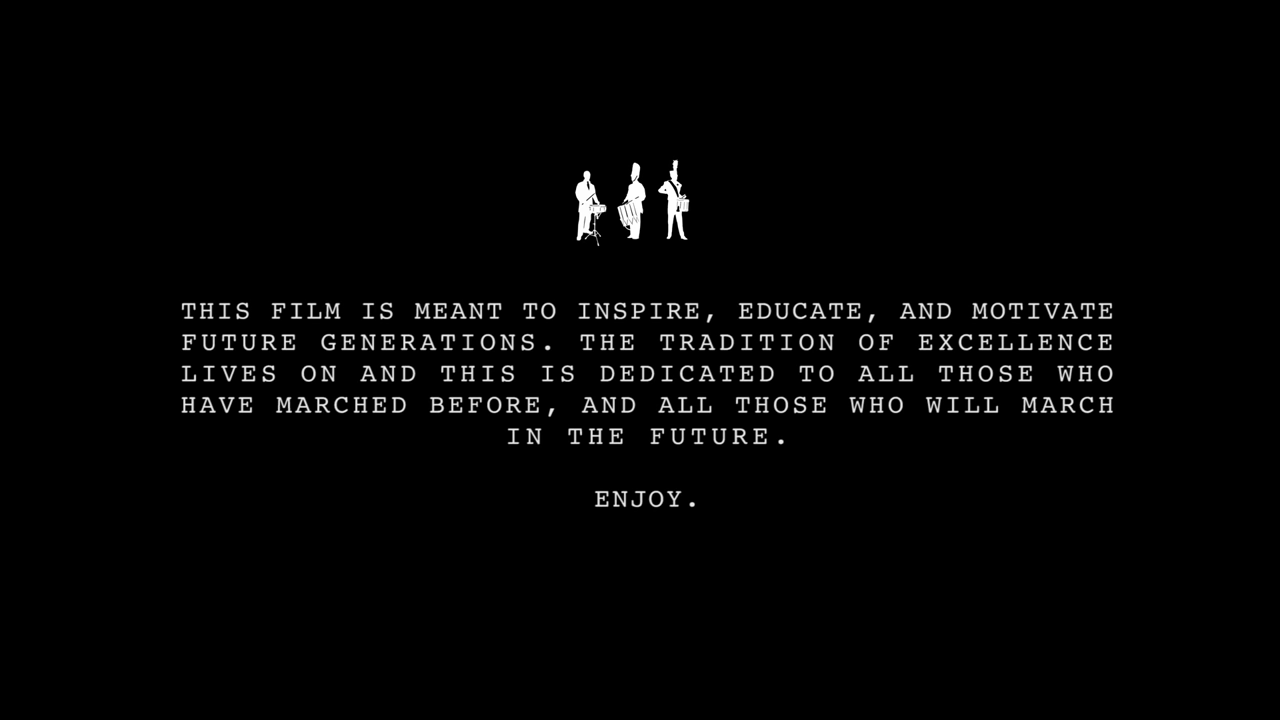 THIS FILM IS MEANT TO INSPIRE, EDUCATE, AND MOTIVATE
FUTURE GENERATIONS. THE TRADITION OF EXCELLENCE
LIVES ON AND THIS IS DEDICATED TO ALL THOSE WHO
HAVE MARCHED BEFORE, AND ALL THOSE WHO WILL MARCH
IN THE FUTURE.
ENJOY.